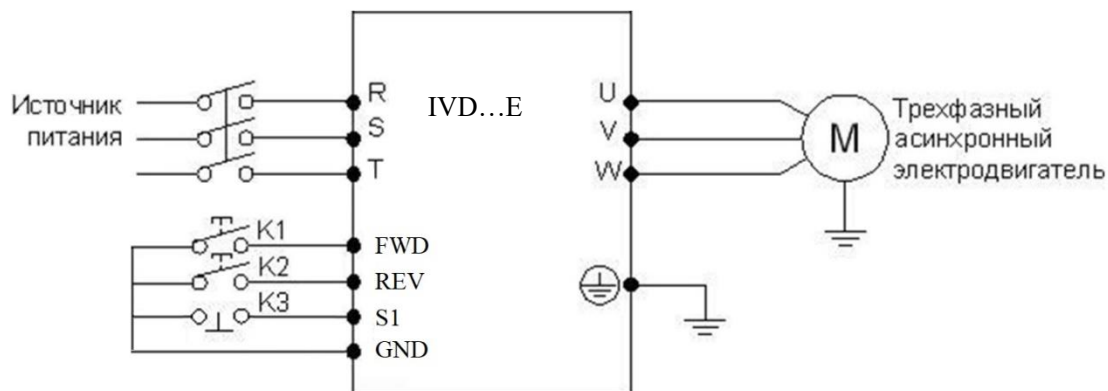 Источник
питания
R
S
T
IVD…E
U
V
W
M
Трехфазный
асинхронный
электродвигатель
K1
FWD
K2
REV
K3
S1
GND